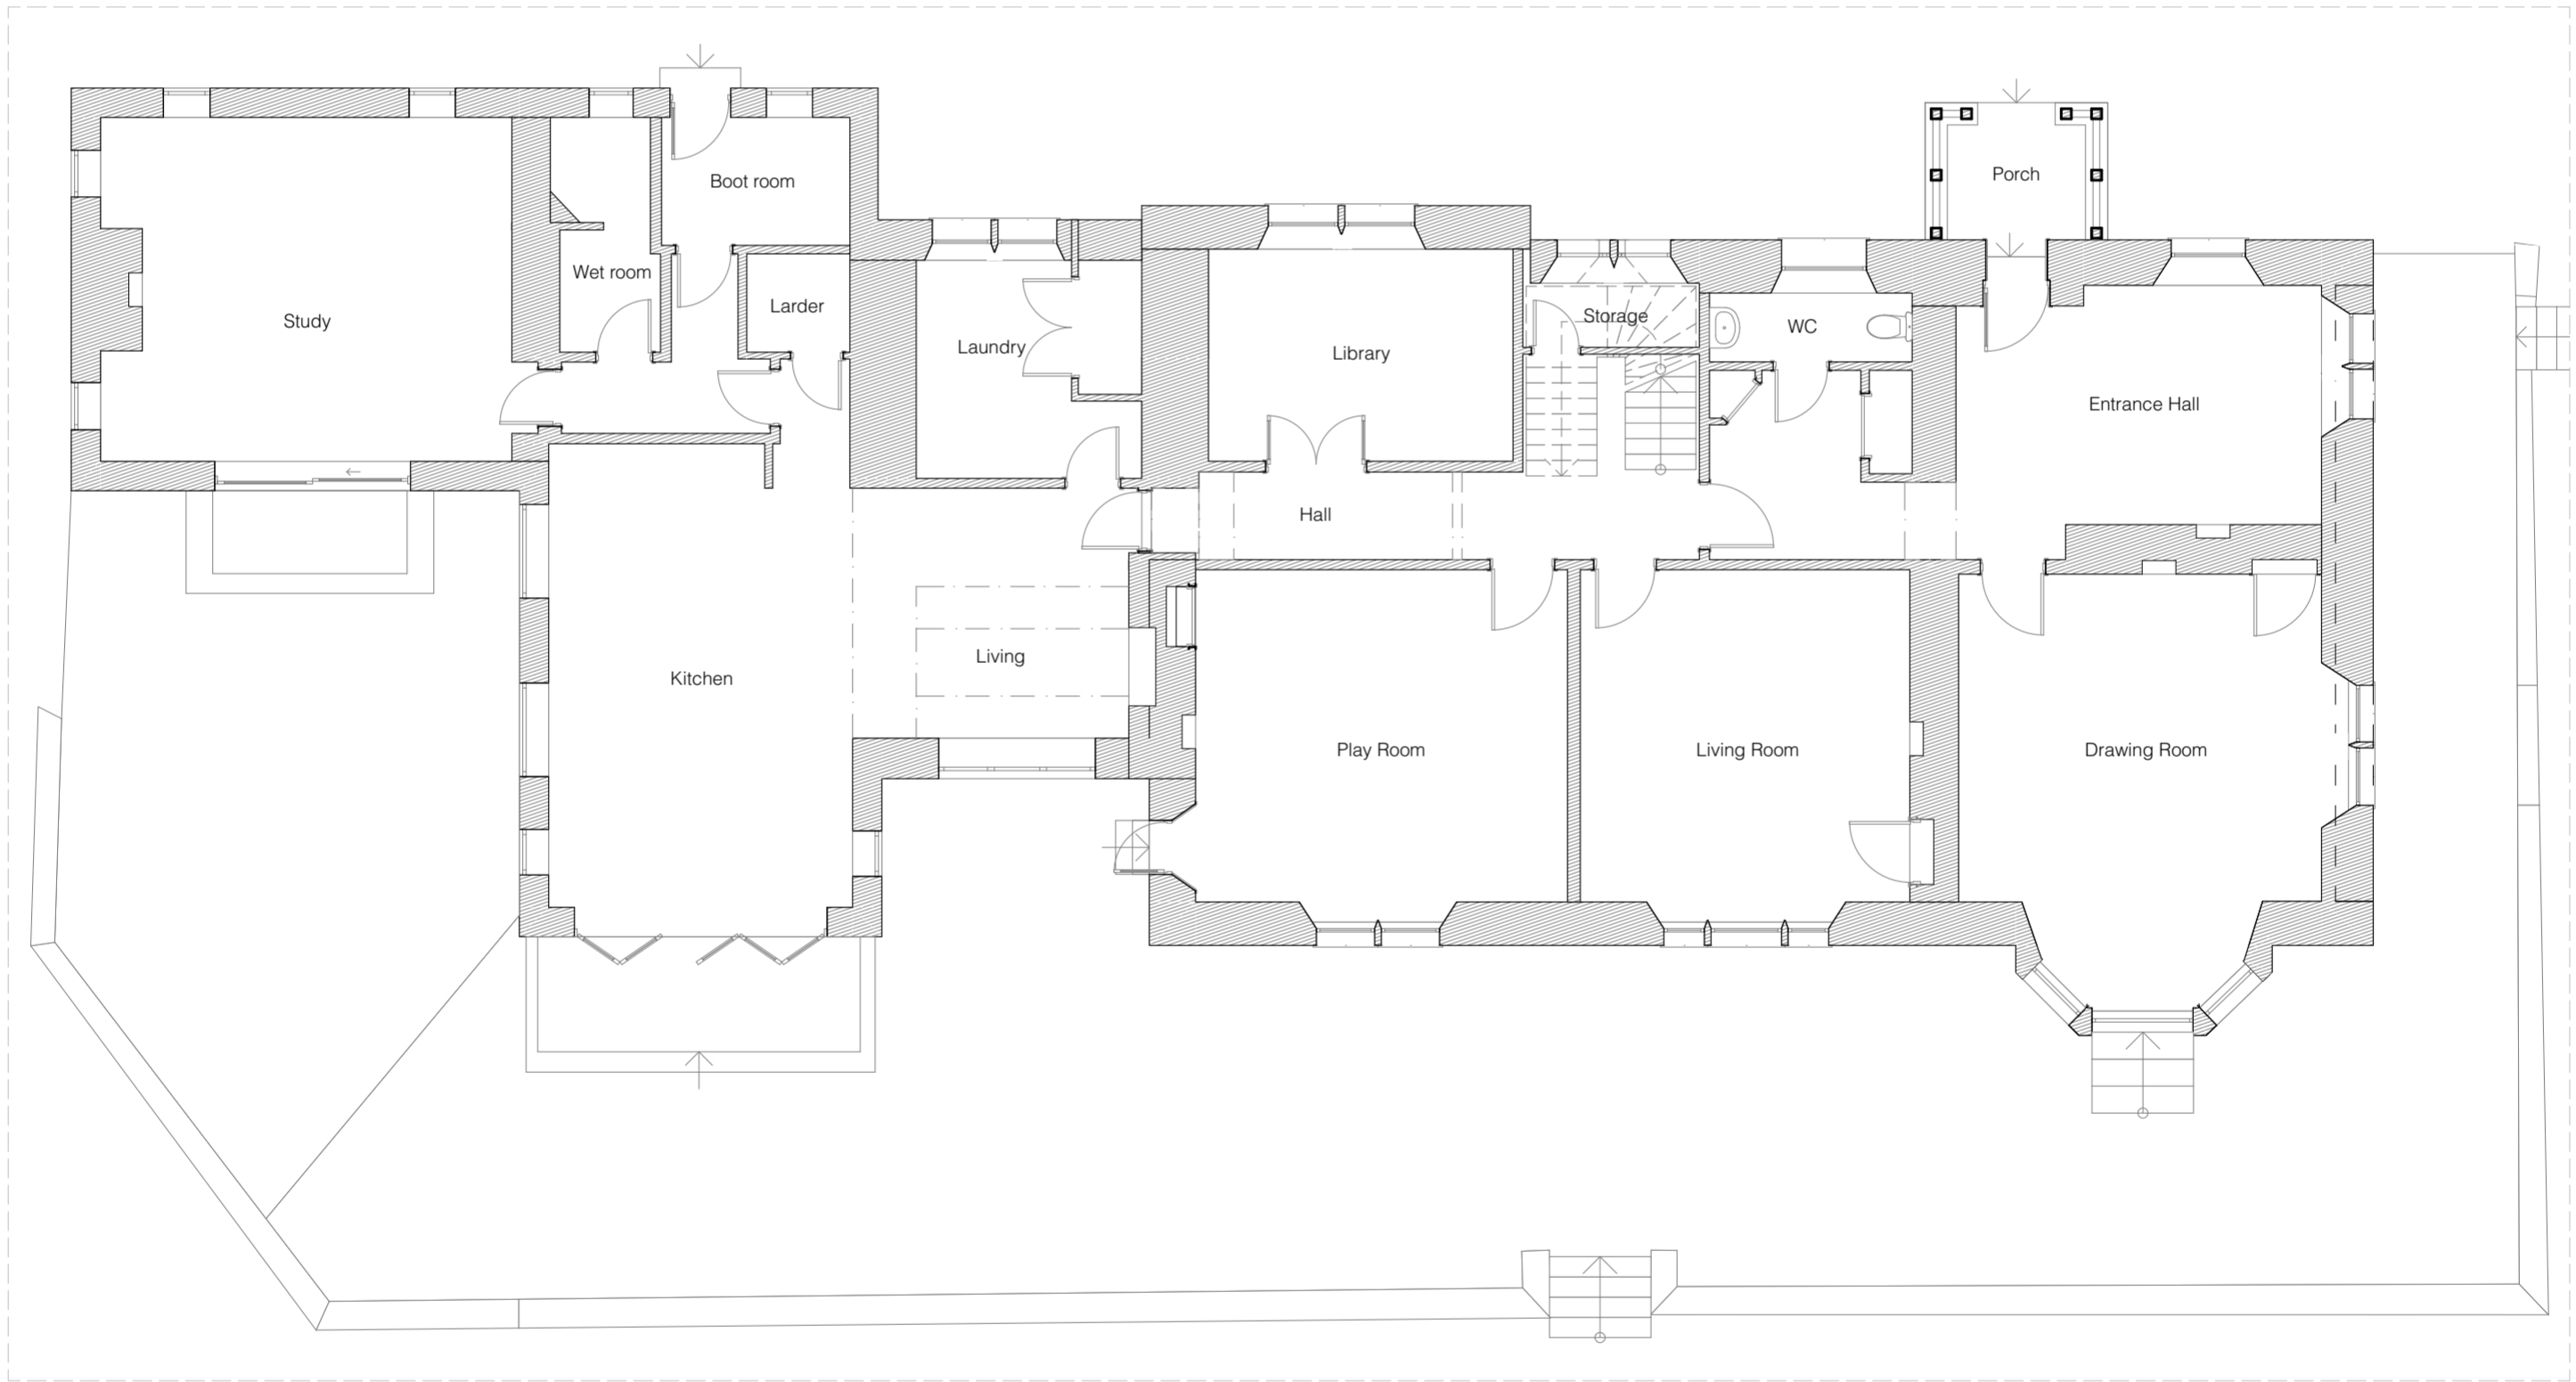 Porch
Boot room
Wet room
Larder
Storage
Study
WC
Laundry
Library
Entrance Hall
Hall
Living
Kitchen
Play Room
Living Room
Drawing Room